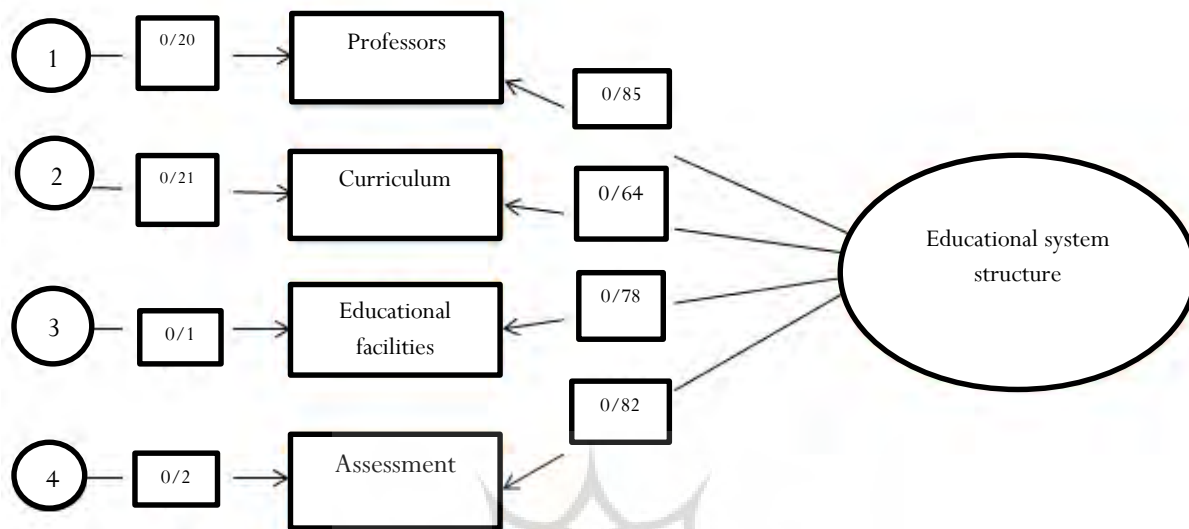 1
0/20
Professors
0/85
2
0/21
Curriculum
0/64
Educational system
structure
3
0/1
Educational
facilities
0/78
4
0/2
Assessment
0/82